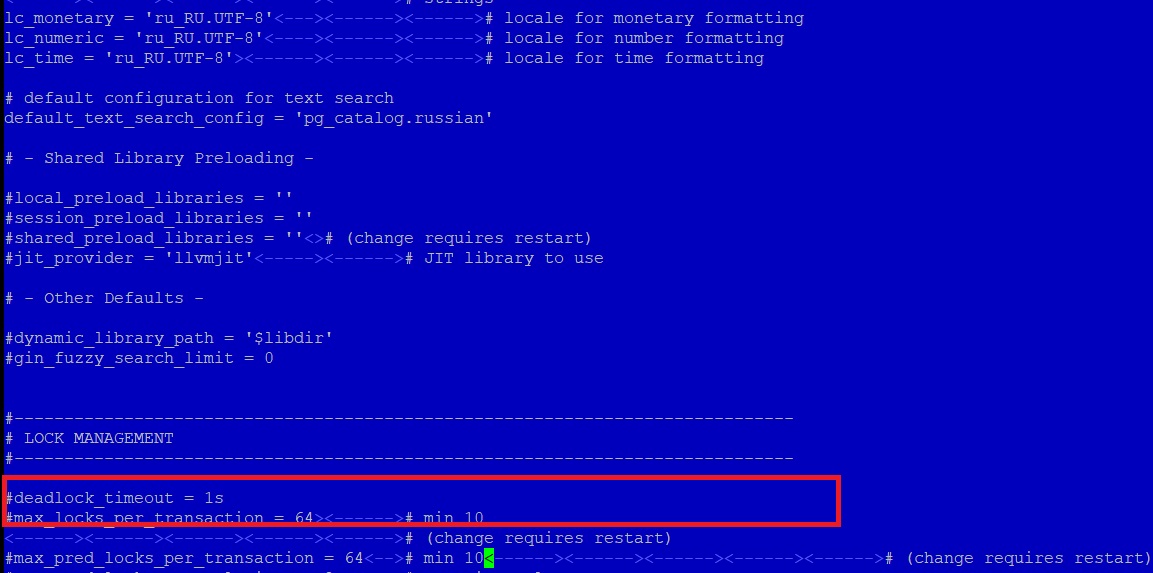 <-----><------><------><------># strings
lc_monetary = 'ru_RU.UTF-8'<---><------><------># locale for monetary formatting
lc_numeric = 'ru_RU.UTF-8'<----><------><------># locale for number formatting
lc_time = 'ru_RU.UTF-8'><------><------><------># locale for time formatting
# default configuration for text search
default_text_search_config = 'pg_catalog.russian'
# - Shared Library Preloading -
#local_preload_libraries = ''
#session_preload_libraries = ''
#shared_preload_libraries = ''<># (change requires restart)
#jit_provider = 'llvmjit'<-----><------># JIT library to use
# - Other Defaults -
#dynamic_library_path = '$libdir'
#gin_fuzzy_search_limit = 0
#------------------------------------------------------------------------------
# LOCK MANAGEMENT
#------------------------------------------------------------------------------
#deadlock_timeout = 1s
#max_locks_per_transaction = 64><------># min 10
<------><------><------><------><------># (change requires restart)
#max_pred_locks_per_transaction = 64<--># min 10<------><------><------><------><------># (change requires restart)